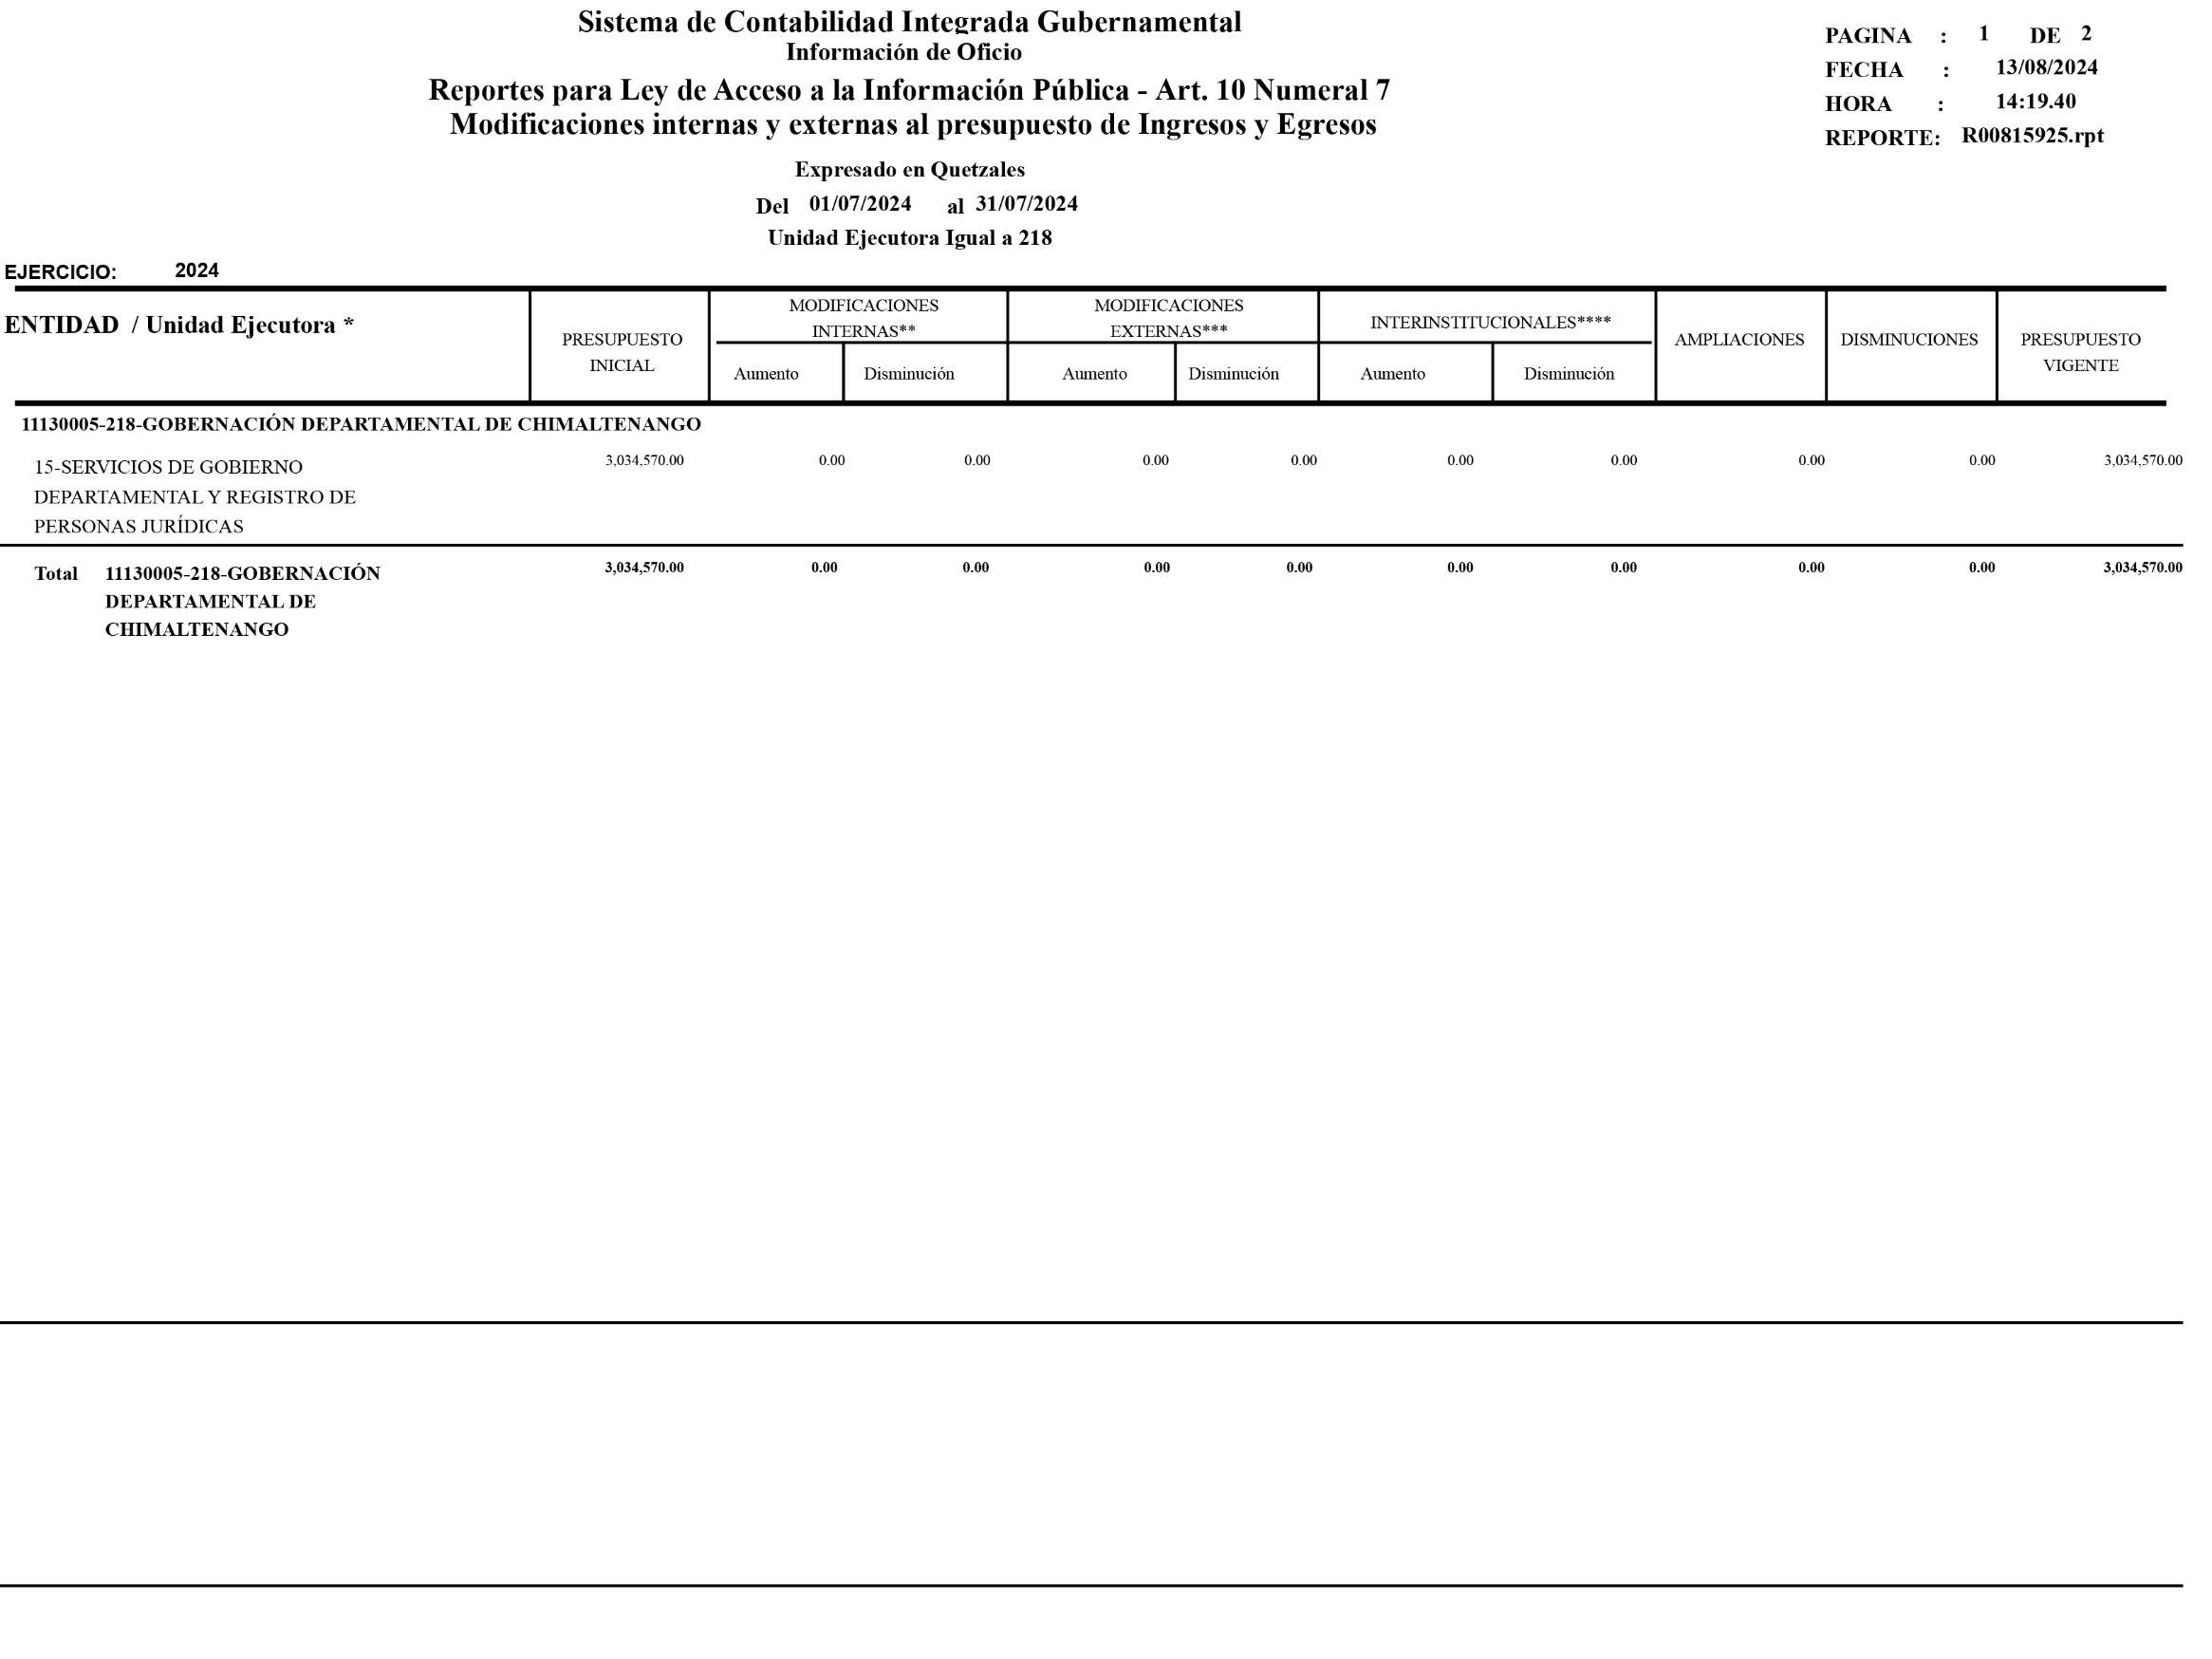 Sistema de Contabilidad Integrada Gubernamental
Información de Oficio
Reportes para Ley de Acceso a la Información Pública - Art. 10 Numeral 7
Modificaciones internas y externas al presupuesto de Ingresos y Egresos
Expresado en Quetzales
Del 01/07/2024 al 31/07/2024
Unidad Ejecutora Igual a 218
PAGINA : 1 DE 2
FECHA : 13/08/2024
HORA : 14:19.40
REPORTE: R00815925.rpt
EJERCICIO: 2024
ENTIDAD / Unidad Ejecutora *
PRESUPUESTO
INICIAL
MODIFICACIONES
INTERNAS**
Aumento Disminución
MODIFICACIONES
EXTERNAS***
Aumento Disminución
INTERINSTITUCIONALES****
Aumento Disminución
AMPLIACIONES
DISMINUCIONES
PRESUPUESTO
VIGENTE
11130005-218-GOBERNACIÓN DEPARTAMENTAL DE CHIMALTENANGO
15-SERVICIOS DE GOBIERNO 3,034,570.00 0.00 0.00 0.00 0.00 0.00 0.00 0.00 0.00 3,034,570.00
DEPARTAMENTAL Y REGISTRO DE
PERSONAS JURÍDICAS
Total 11130005-218-GOBERNACIÓN 3,034,570.00 0.00 0.00 0.00 0.00 0.00 0.00 0.00 0.00 3,034,570.00
DEPARTAMENTAL DE
CHIMALTENANGO